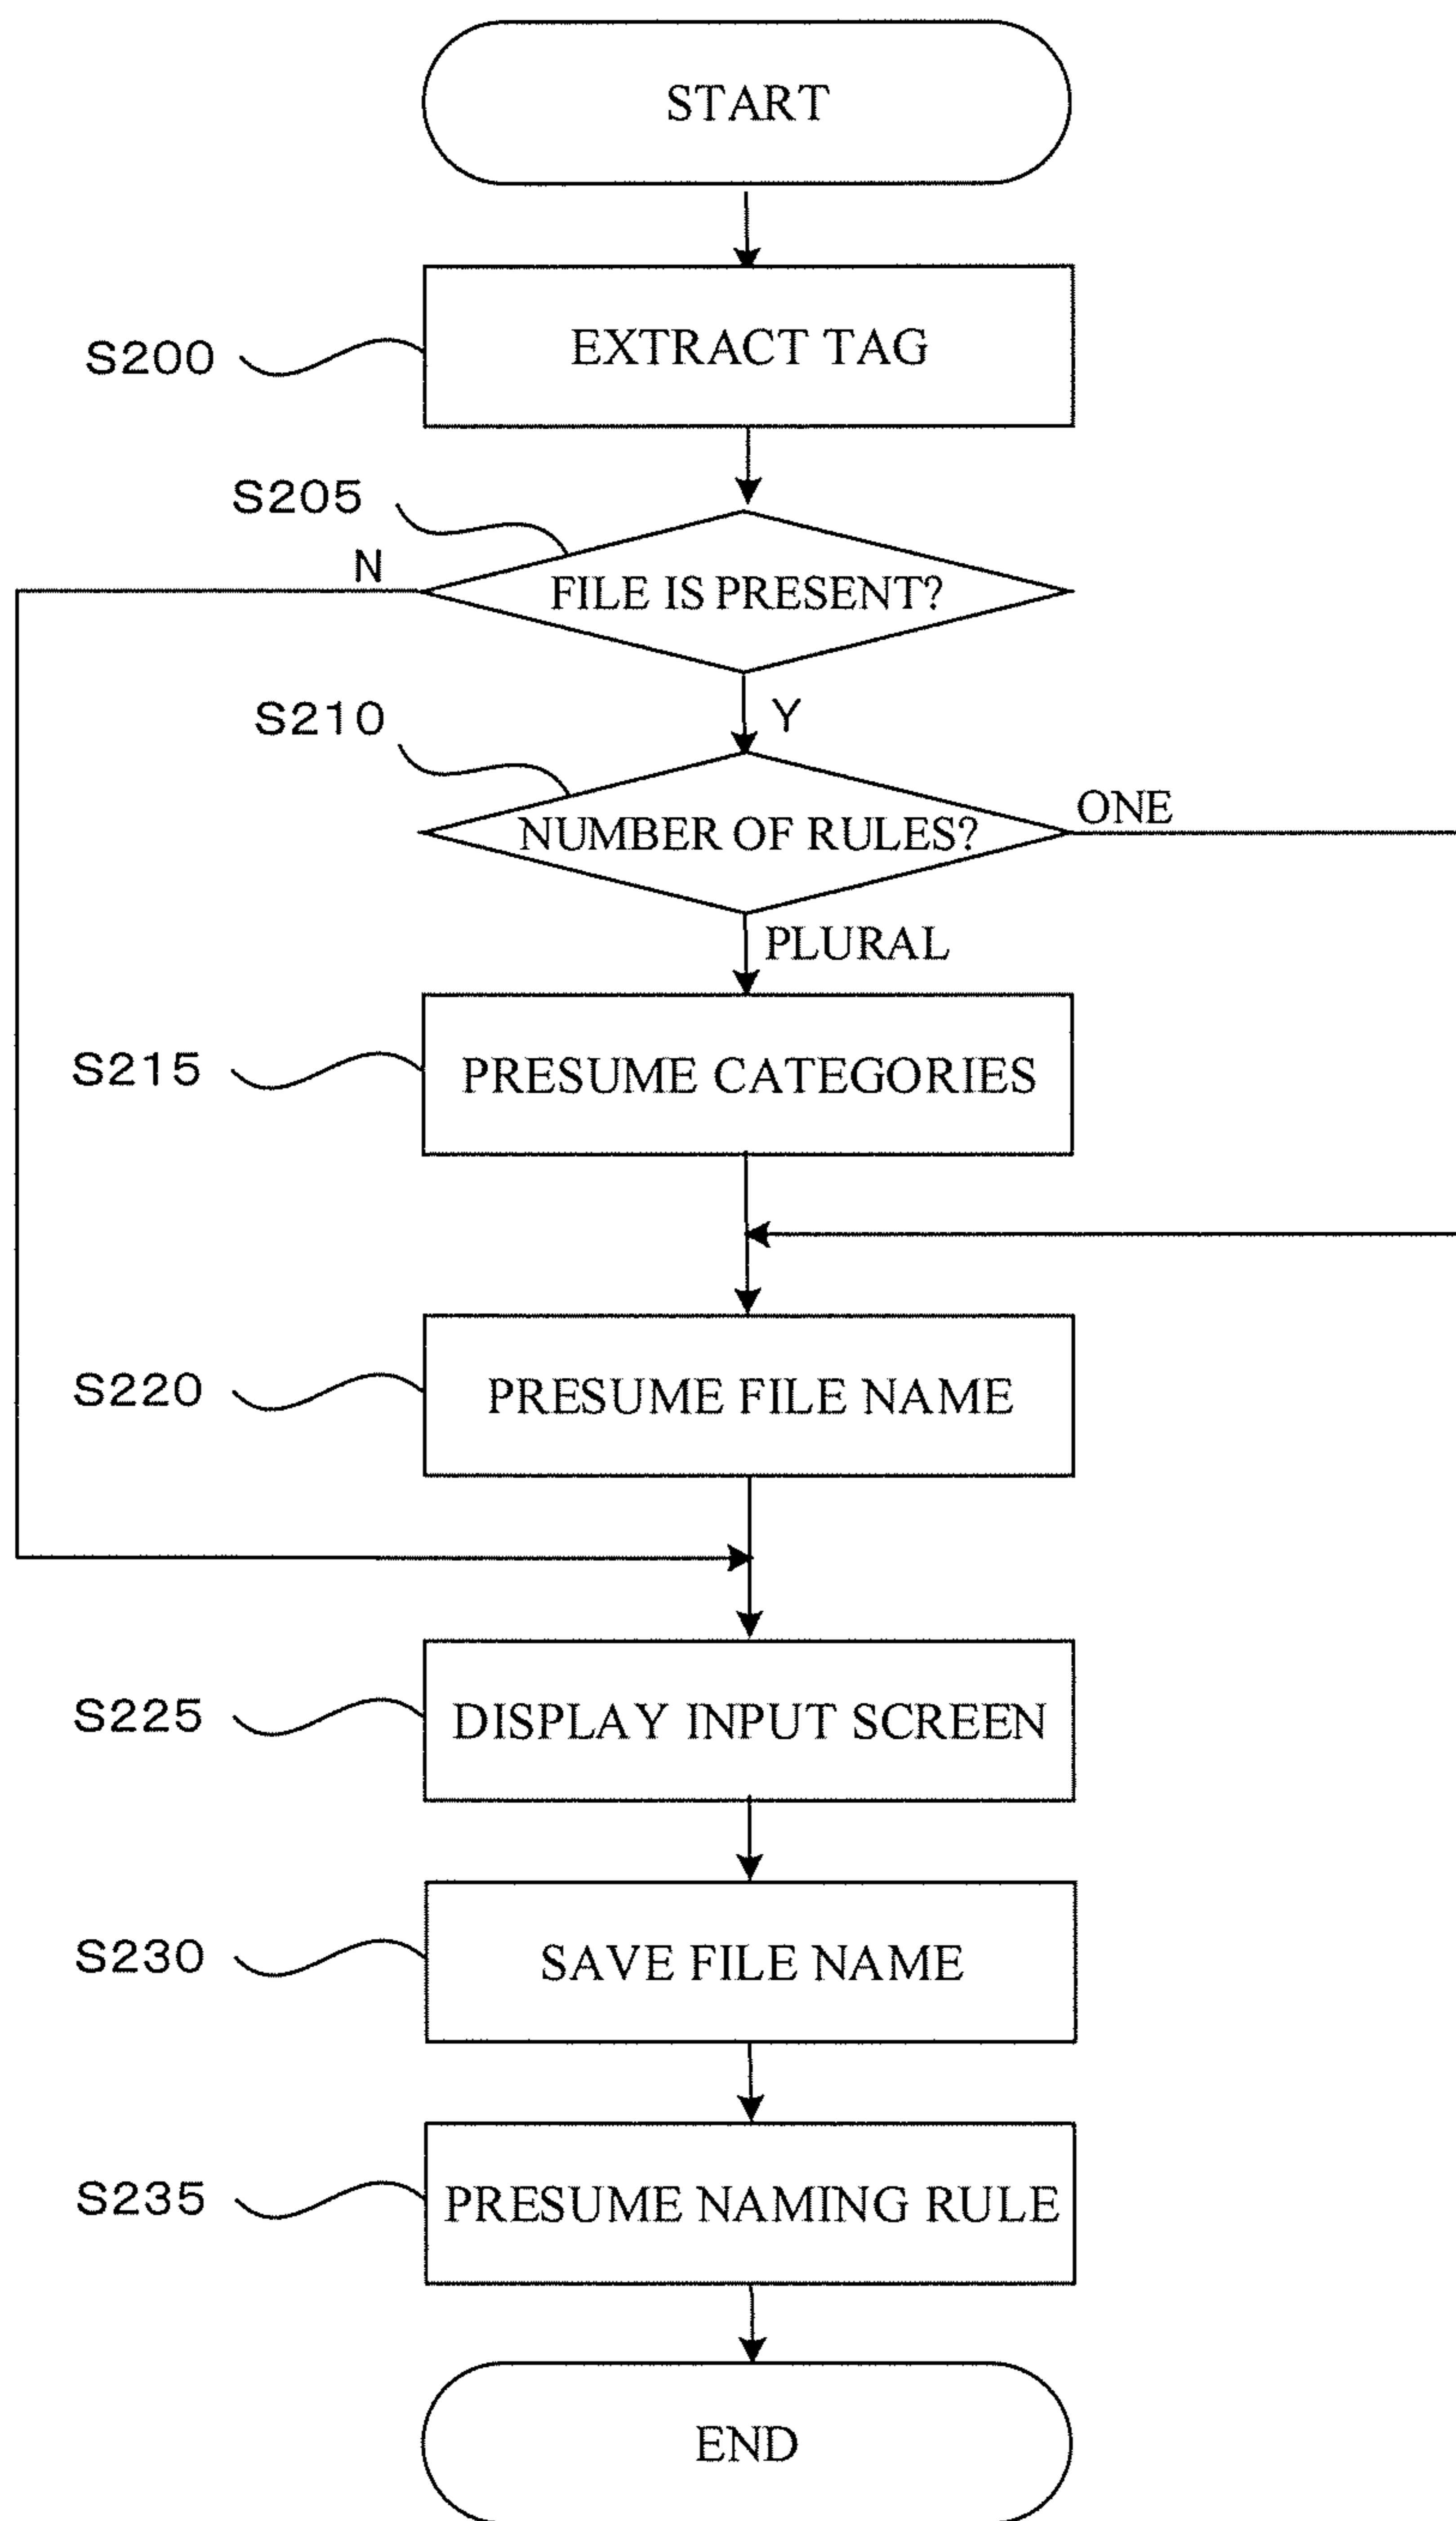 START
S200
EXTRACT TAG
S205
N
FILE IS PRESENT?
Y
S210
NUMBER OF RULES?
ONE
PLURAL
S215
PRESUME CATEGORIES
S220
PRESUME FILE NAME
S225
DISPLAY INPUT SCREEN
S230
SAVE FILE NAME
S235
PRESUME NAMING RULE
END